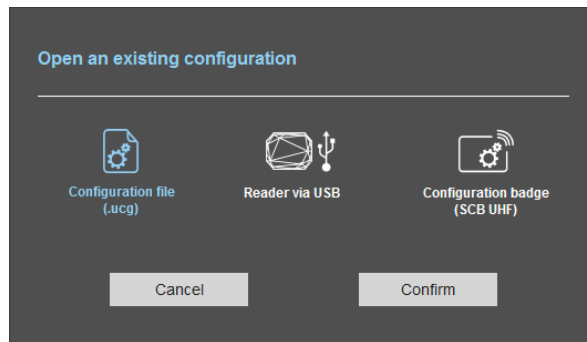 Open an existing configuration
Configuration file
(.ucg)
Reader via USB
Configuration badge
(SCB UHF)
Cancel
Confirm